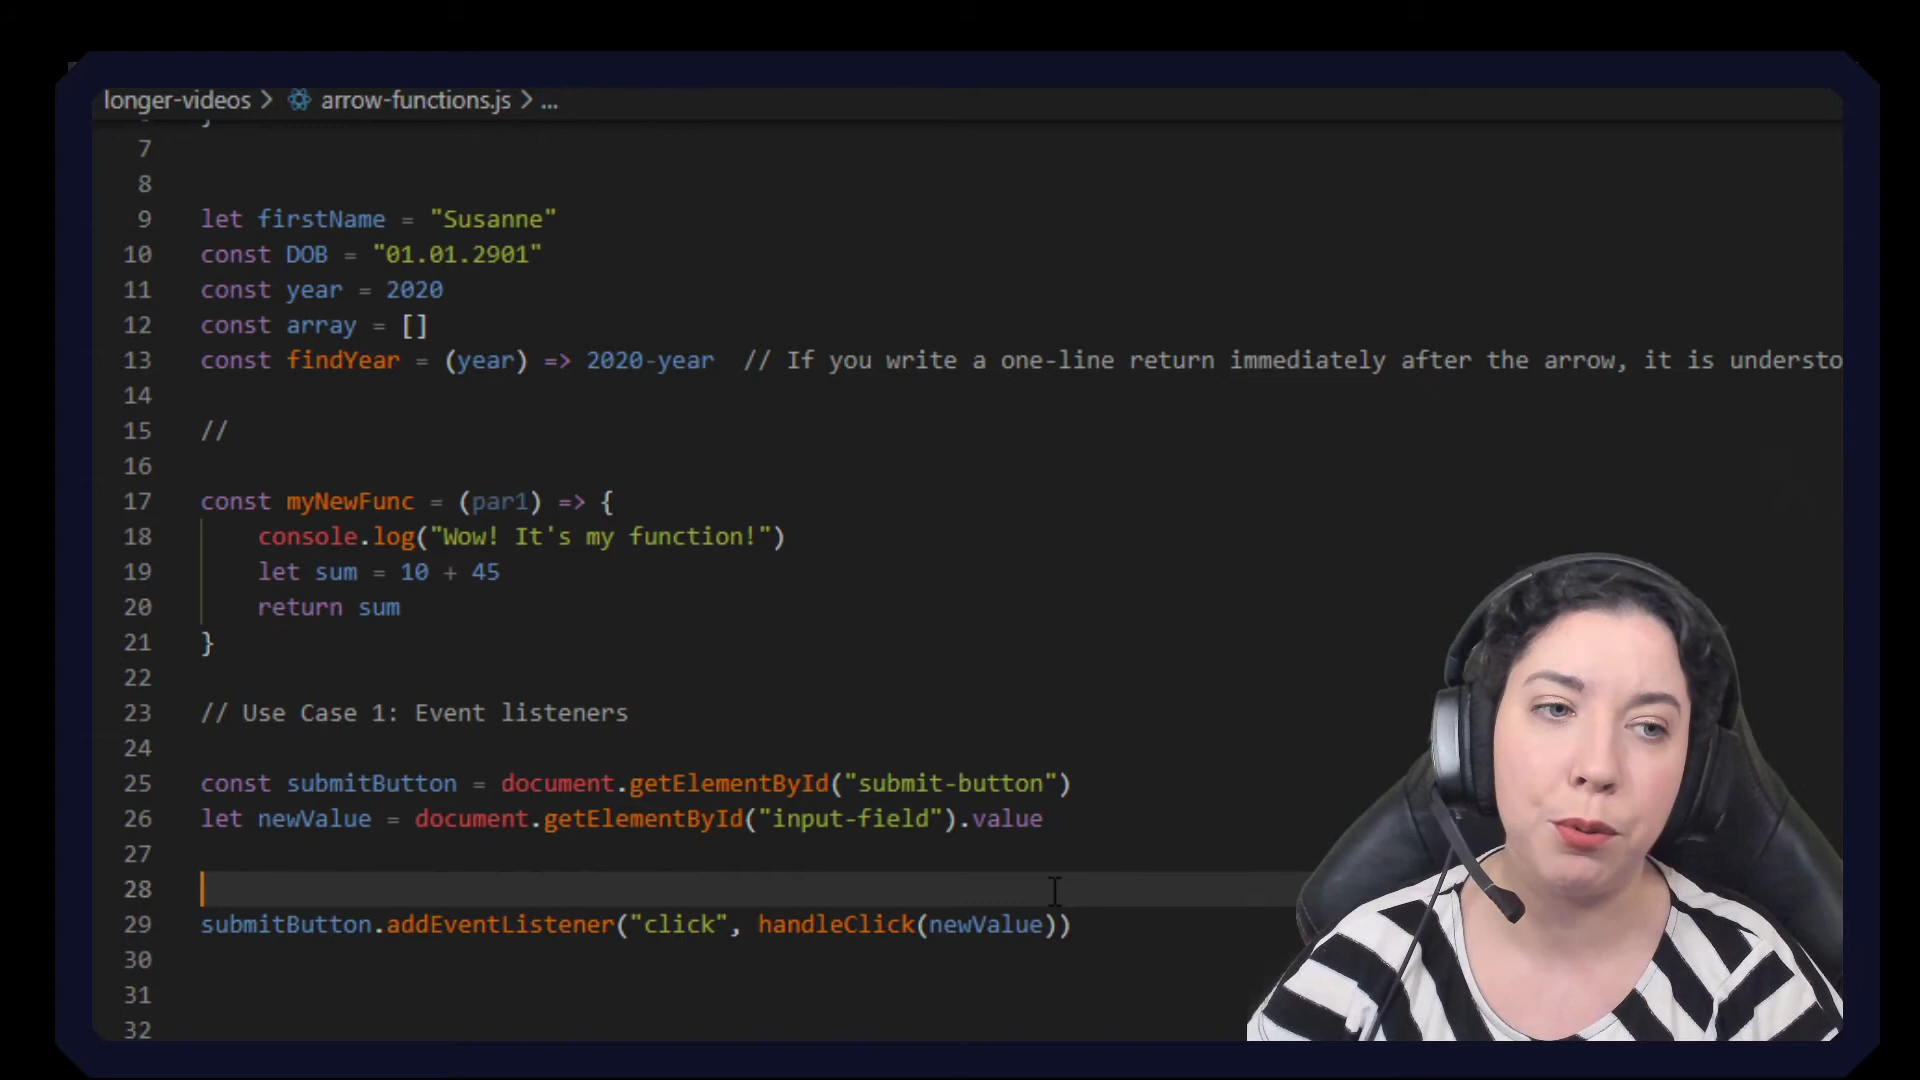 longer-videos > arrow-functions.js > ...
7
8
9 let firstName = "Susanne"
10 const DOB = "01.01.2901"
11 const year = 2020
12 const array = []
13 const findYear = (year) => 2020-year // If you write a one-line return immediately after the arrow, it is understo
14
15 //
16
17 const myNewFunc = (par1) => {
18 console.log("Wow! It's my function!")
19 let sum = 10 + 45
20 return sum
21 }
22
23 // Use Case 1: Event listeners
24
25 const submitButton = document.getElementById("submit-button")
26 let newValue = document.getElementById("input-field").value
27
28
29 submitButton.addEventListener("click", handleClick(newValue))
30
31
32